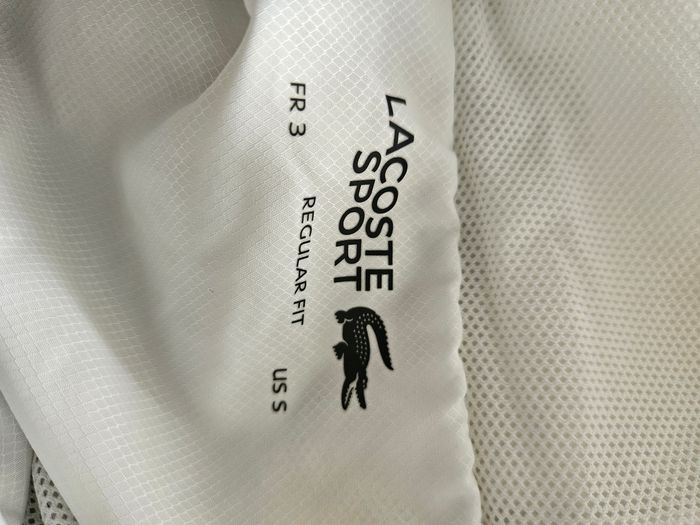 LACOSTE
SPORT
FR 3
REGULAR FIT
US S